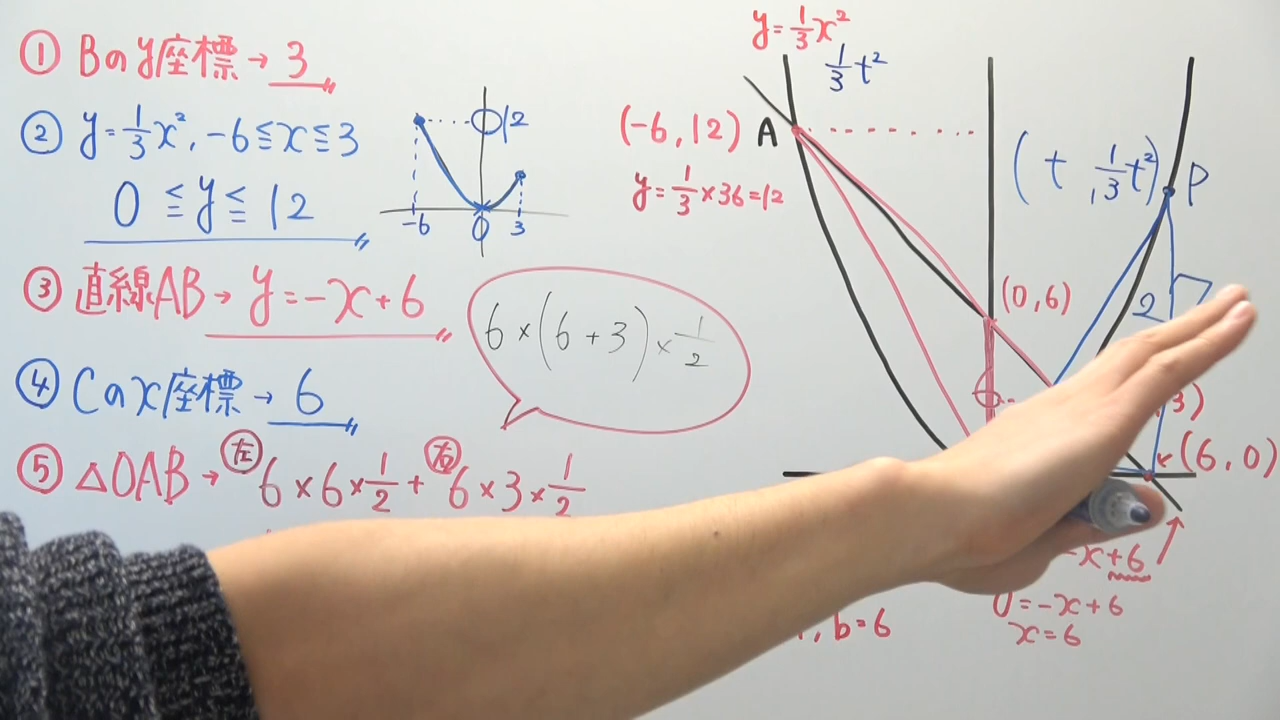 ① Bのy座標→3
② y=1/3x², -6≦x≦3
0≦y≦12
12
-6 0 3
③ 直線AB→y=-x+6
6×(6+3)×1/2
④ Cのx座標→6
⑤ △OAB→左 6×6×1/2+右 6×3×1/2
y=1/3x²
1/3t²
(-6,12) A
y=1/3×36=12
(t, 1/3t²) P
(0,6)
2
3)
(6,0)
-x+6
0=-x+6
x=6
, b=6